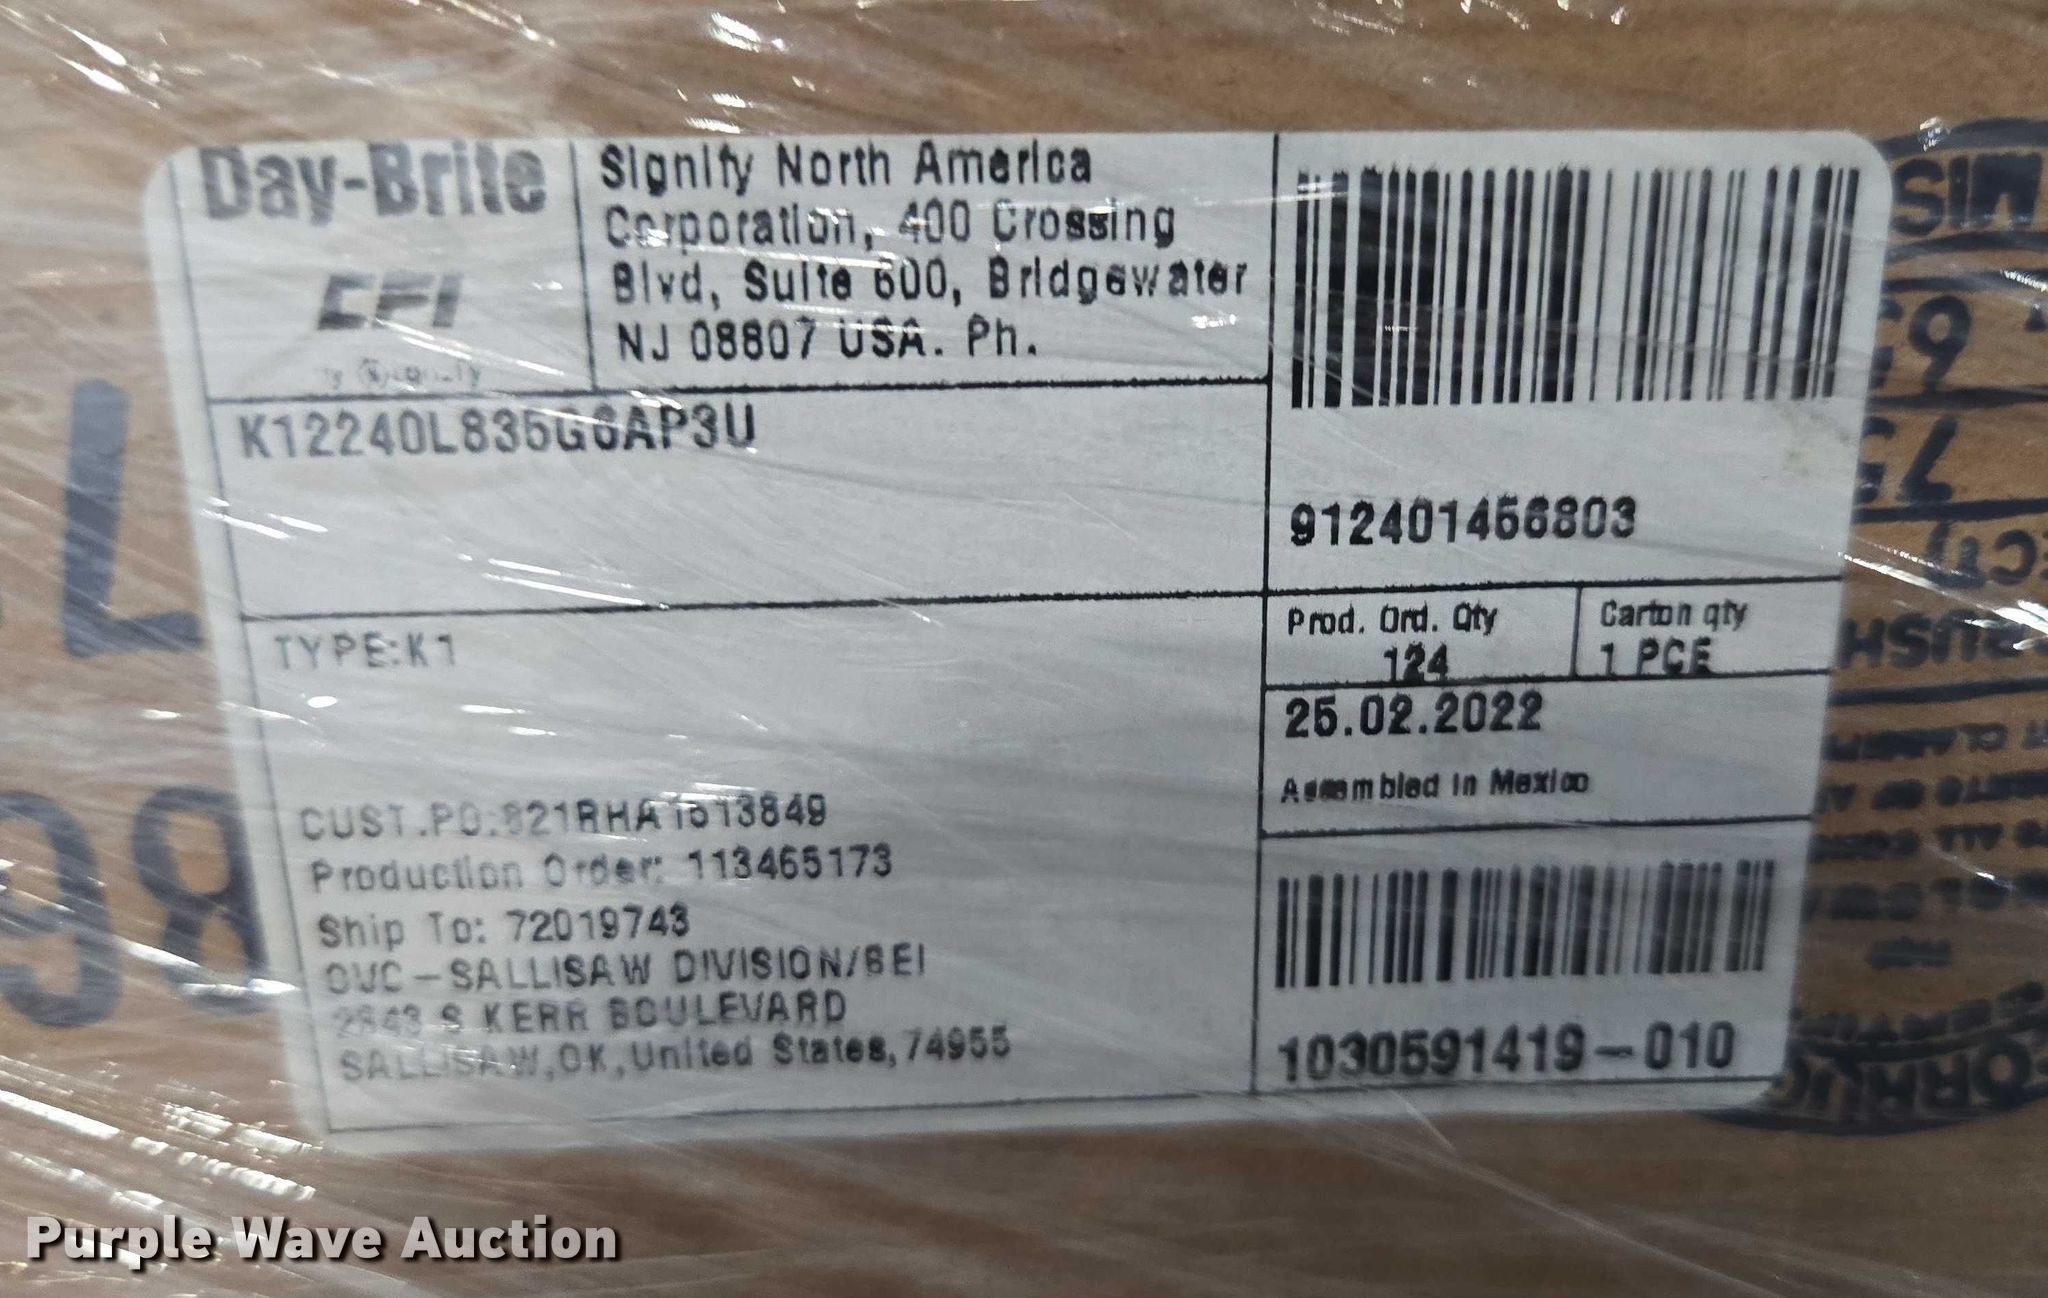 Day-Brite
CFI
Signify North America
Corporation, 400 Crossing
Blvd, Suite 600, Bridgewater
NJ 08807 USA. Ph.
K12240L835G6AP3U
912401456803
Prod. Ord. Qty
124
Carton qty
1 PCE
25.02.2022
Assembled in Mexico
TYPE:K1
CUST.PO:821RHA1513849
Production Order: 113465173
Ship To: 72019743
OUC-SALLISAW DIVISION/BEI
2643 S KERR BOULEVARD
SALLISAW,OK,United States,74955
1030591419-010
Purple Wave Auction